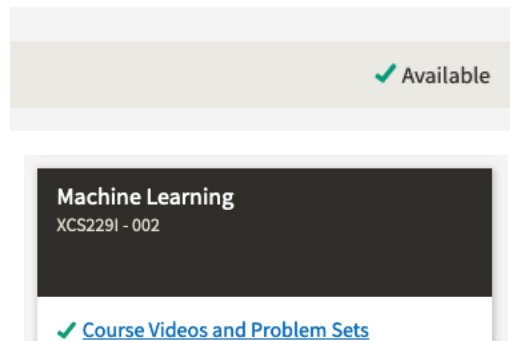 Available
Machine Learning
XCS229I - 002
Course Videos and Problem Sets